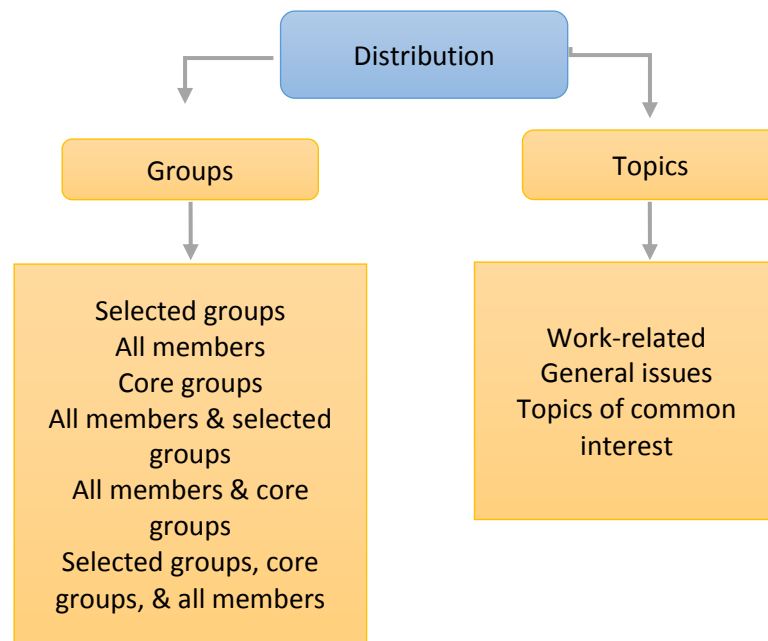 Distribution
Groups
Topics
Selected groups
All members
Core groups
All members & selected
groups
All members & core
groups
Selected groups, core
groups, & all members
Work-related
General issues
Topics of common
interest